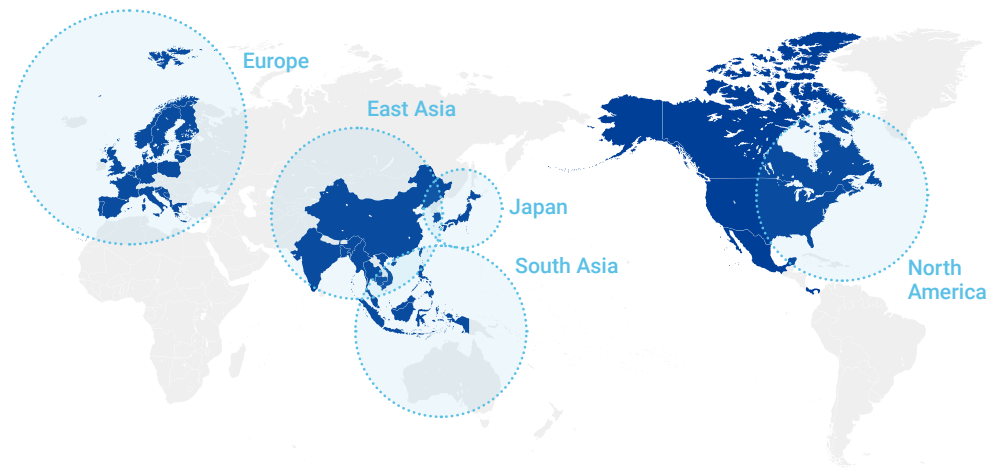 Europe
East Asia
Japan
South Asia
North
America